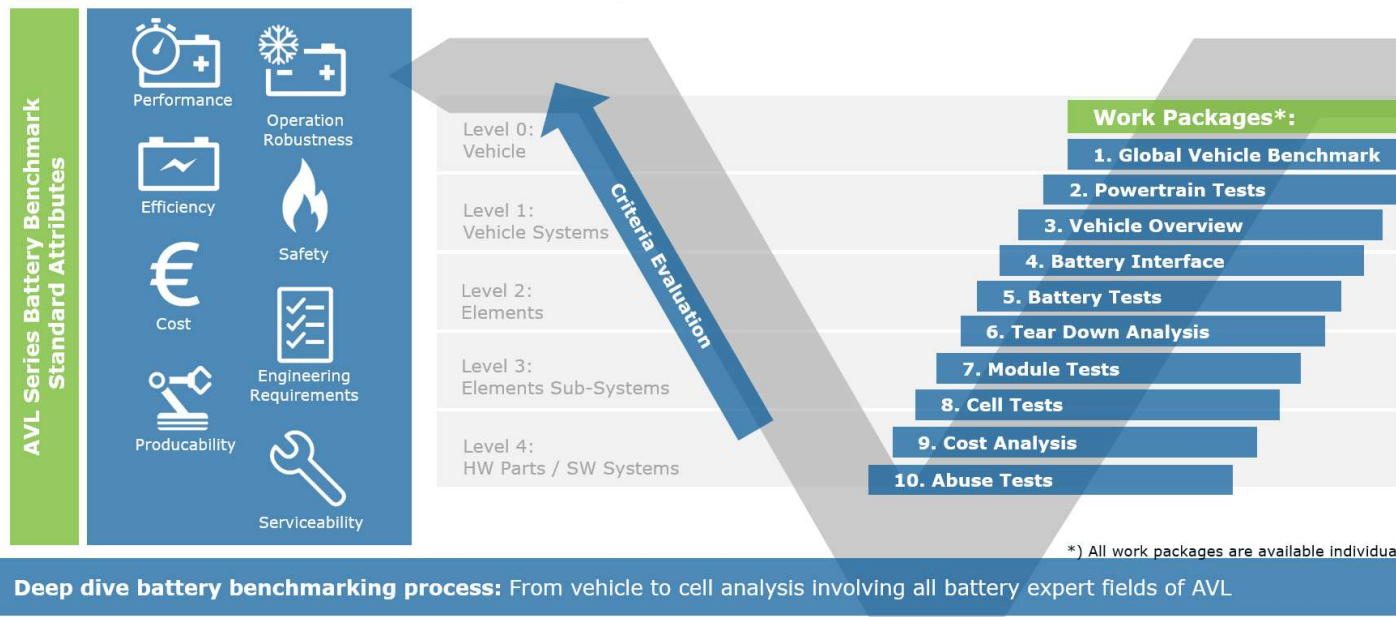 AVL Series Battery Benchmark
Standard Attributes
Performance
Operation
Robustness
Efficiency
Safety
Cost
Engineering
Requirements
Producability
Serviceability
Level 0:
Vehicle
Level 1:
Vehicle Systems
Level 2:
Elements
Level 3:
Elements Sub-Systems
Level 4:
HW Parts / SW Systems
Criteria Evaluation
Work Packages*:
1. Global Vehicle Benchmark
2. Powertrain Tests
3. Vehicle Overview
4. Battery Interface
5. Battery Tests
6. Tear Down Analysis
7. Module Tests
8. Cell Tests
9. Cost Analysis
10. Abuse Tests
*) All work packages are available individua
Deep dive battery benchmarking process: From vehicle to cell analysis involving all battery expert fields of AVL